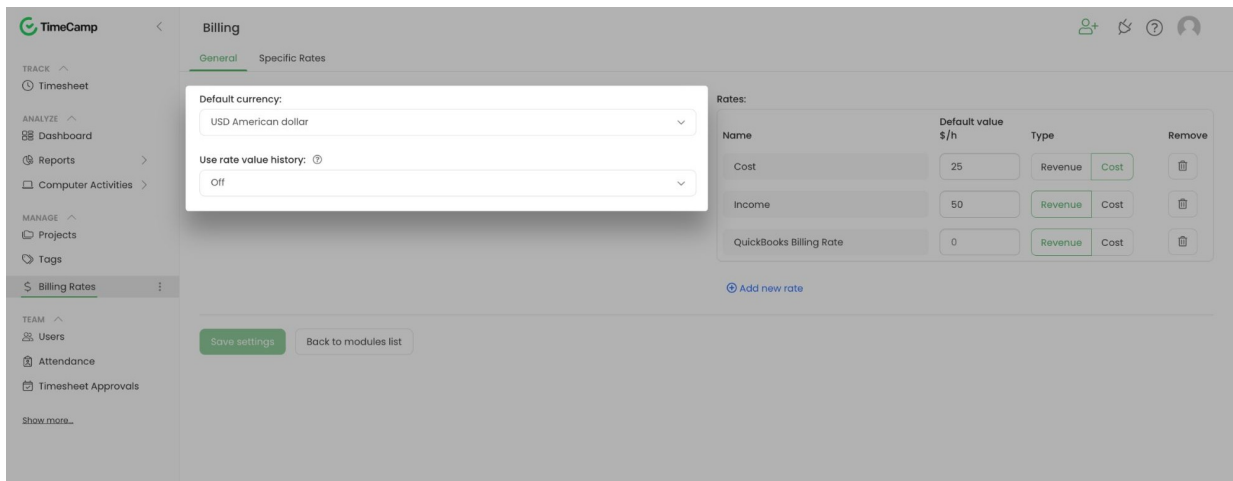 TimeCamp
TRACK
Timesheet
ANALYZE
Dashboard
Reports
Computer Activities
MANAGE
Projects
Tags
$ Billing Rates
TEAM
Users
Attendance
Timesheet Approvals
Show more...
Billing
General Specific Rates
Default currency:
USD American dollar
Use rate value history: ?
Off
Rates:
Name Default value $/h Type Remove
Cost 25 Revenue Cost
Income 50 Revenue Cost
QuickBooks Billing Rate 0 Revenue Cost
Add new rate
Save settings Back to modules list